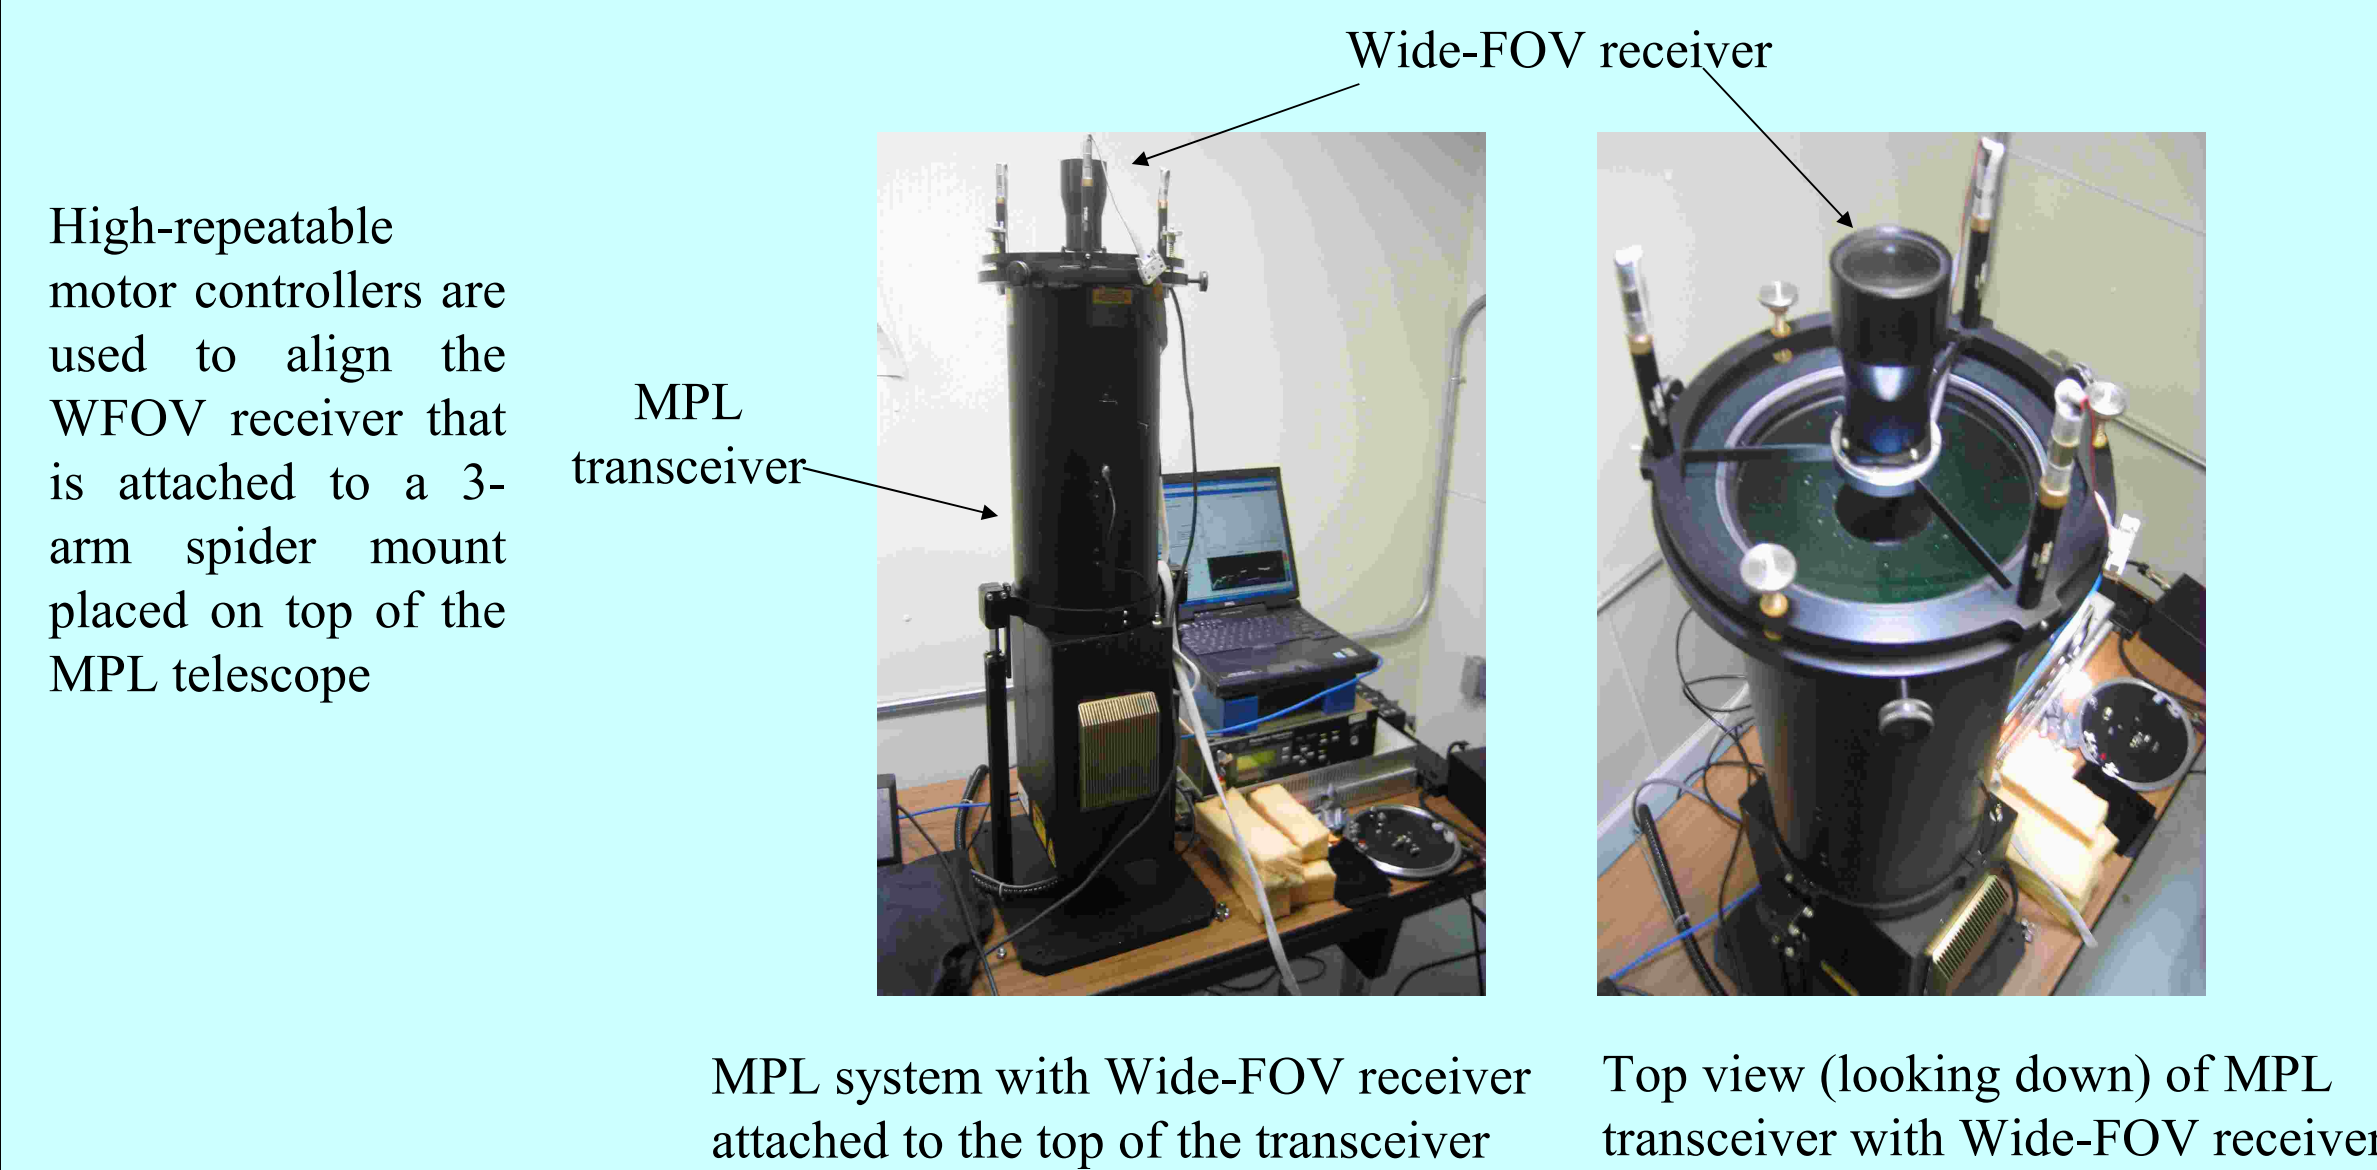 Wide-FOV receiver
High-repeatable
motor controllers are
used to align the
WFOV receiver that
is attached to a 3-
arm spider mount
placed on top of the
MPL telescope
MPL
transceiver
MPL system with Wide-FOV receiver
attached to the top of the transceiver
Top view (looking down) of MPL
transceiver with Wide-FOV receiver